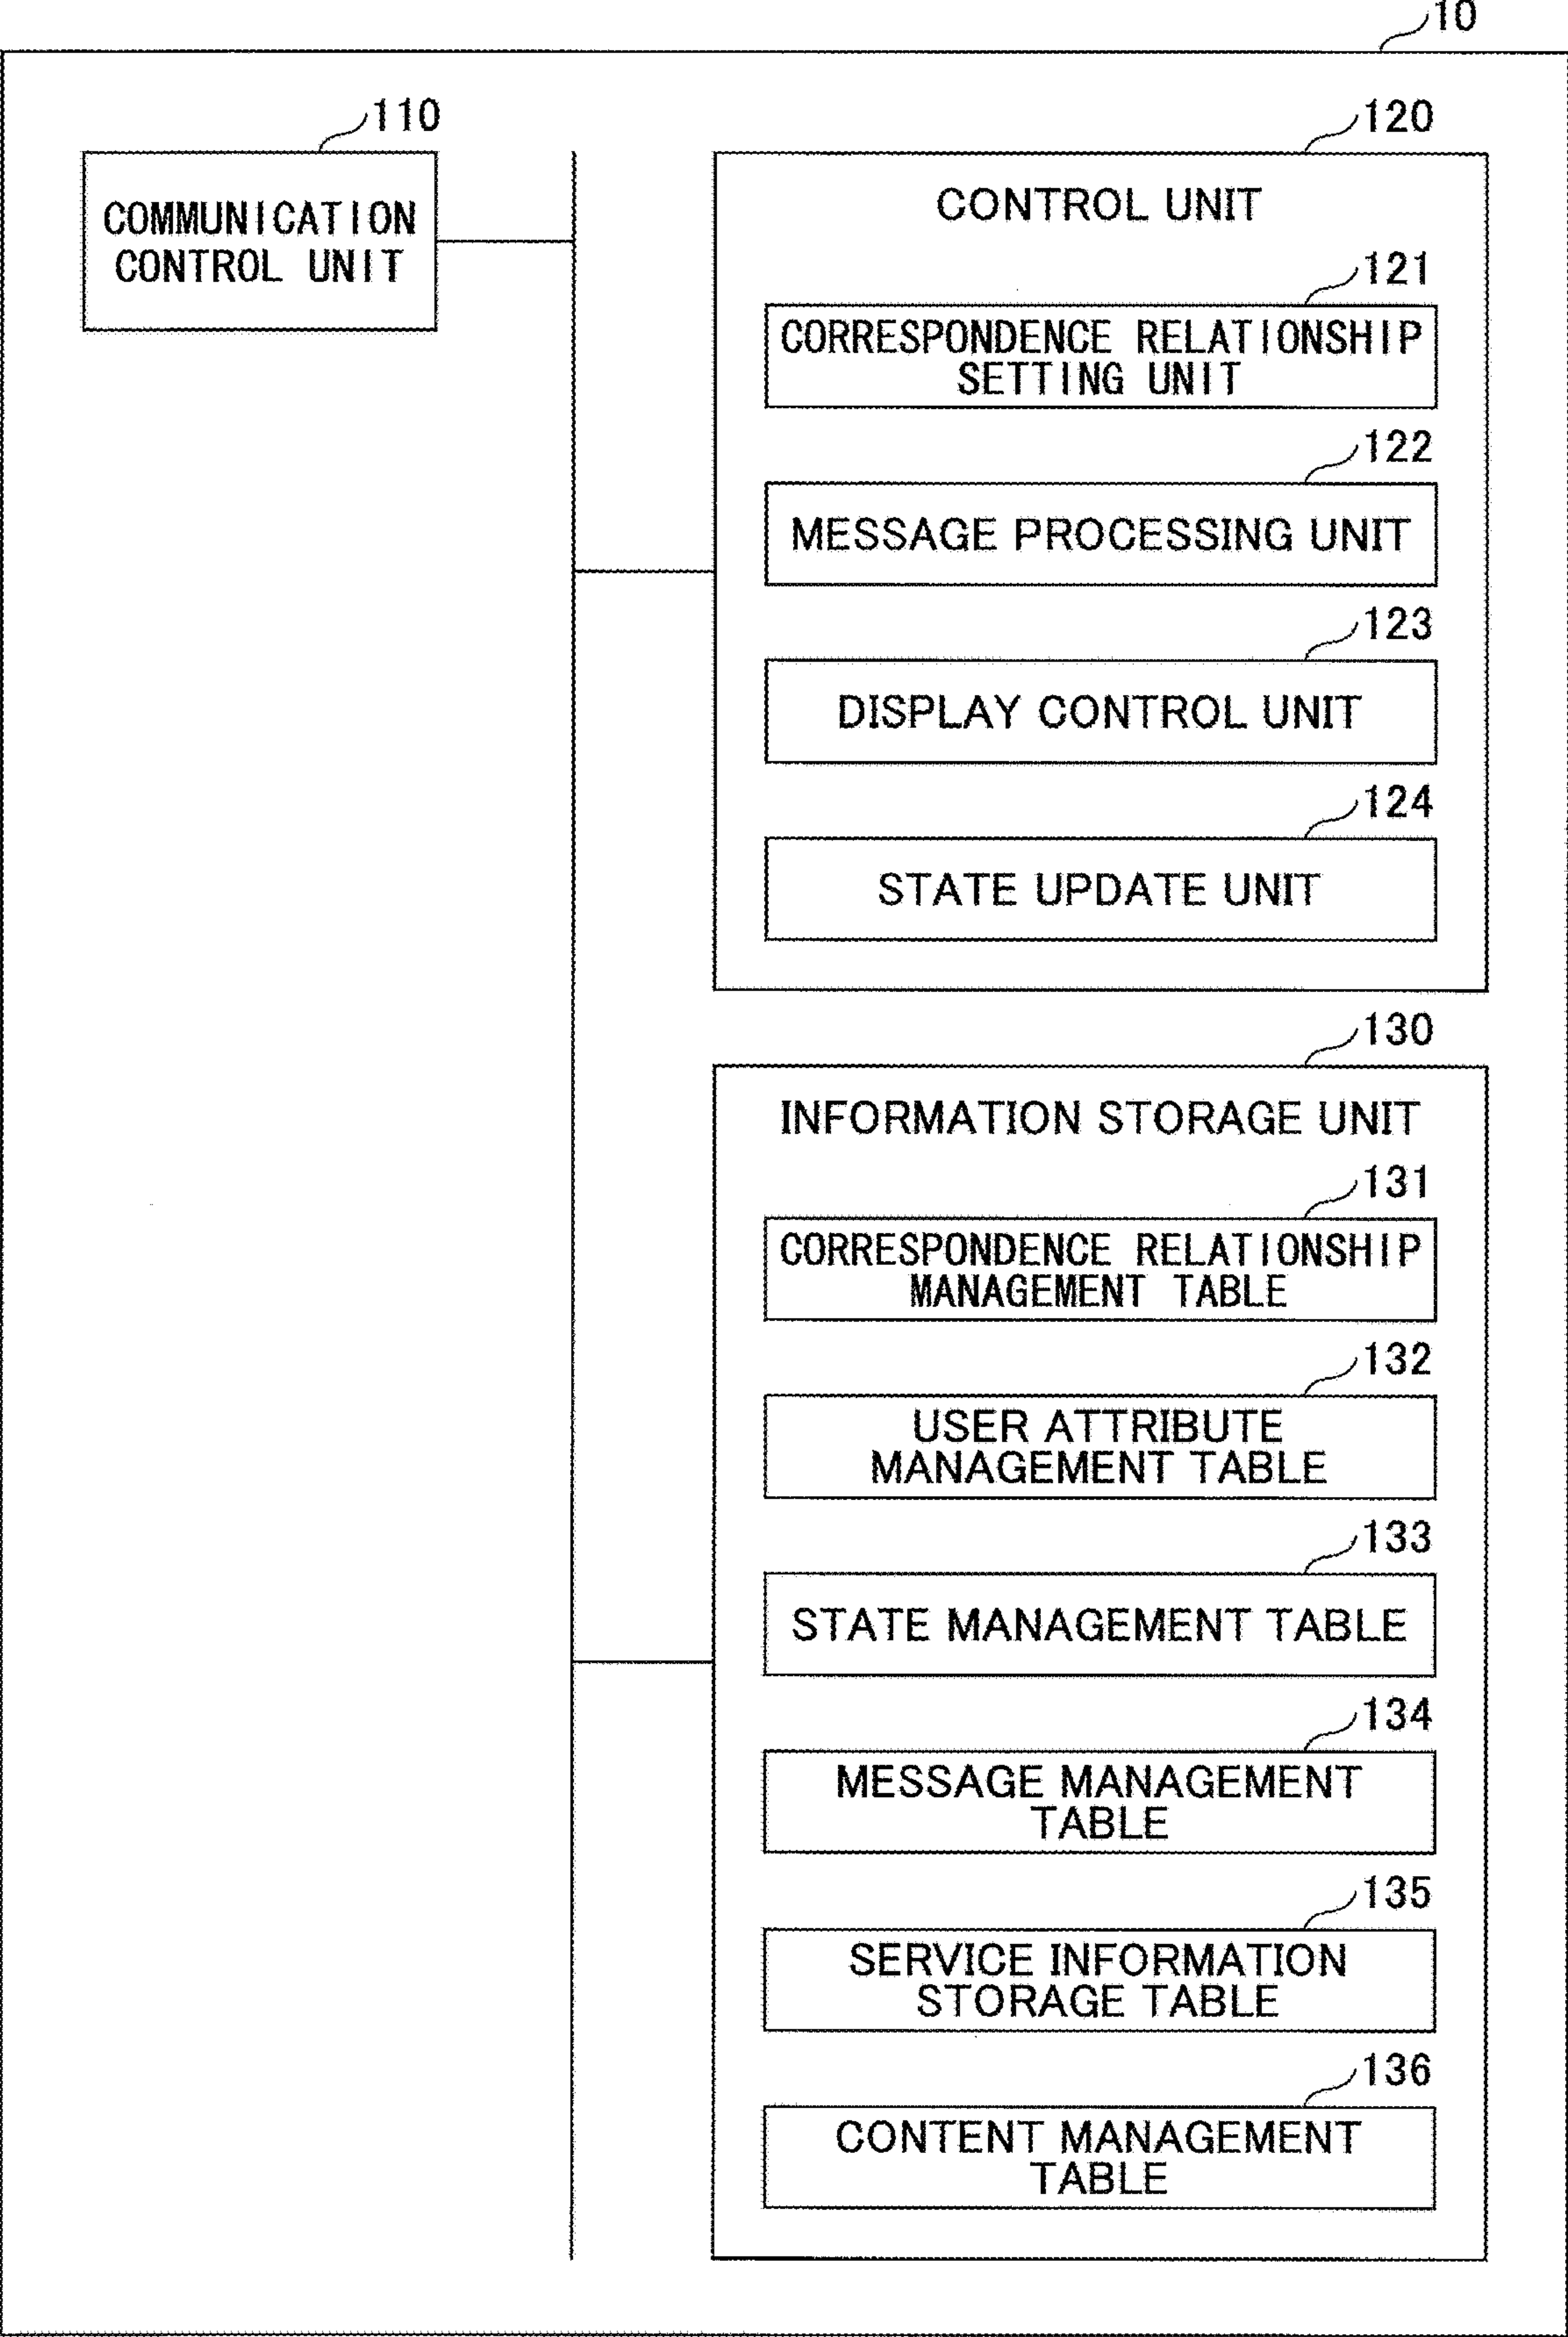 10
110
COMMUNICATION
CONTROL UNIT
120
CONTROL UNIT
121
CORRESPONDENCE RELATIONSHIP
SETTING UNIT
122
MESSAGE PROCESSING UNIT
123
DISPLAY CONTROL UNIT
124
STATE UPDATE UNIT
130
INFORMATION STORAGE UNIT
131
CORRESPONDENCE RELATIONSHIP
MANAGEMENT TABLE
132
USER ATTRIBUTE
MANAGEMENT TABLE
133
STATE MANAGEMENT TABLE
134
MESSAGE MANAGEMENT
TABLE
135
SERVICE INFORMATION
STORAGE TABLE
136
CONTENT MANAGEMENT
TABLE